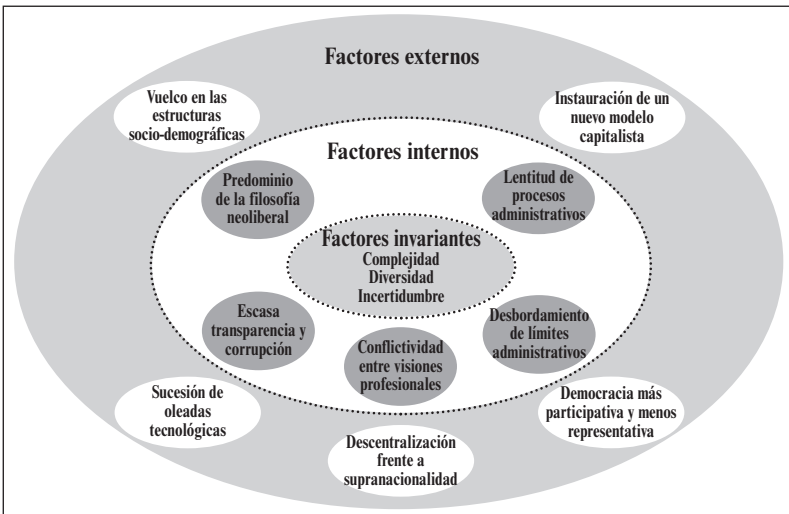 Factores externos
Vuelco en las
estructuras
socio-demográficas
Instauración de un
nuevo modelo
capitalista
Factores internos
Predominio
de la filosofía
neoliberal
Lentitud de
procesos
administrativos
Factores invariantes
Complejidad
Diversidad
Incertidumbre
Escasa
transparencia y
corrupción
Conflictividad
entre visiones
profesionales
Desbordamiento
de límites
administrativos
Sucesión de
oleadas
tecnológicas
Descentralización
frente a
supranacionalidad
Democracia más
participativa y menos
representativa